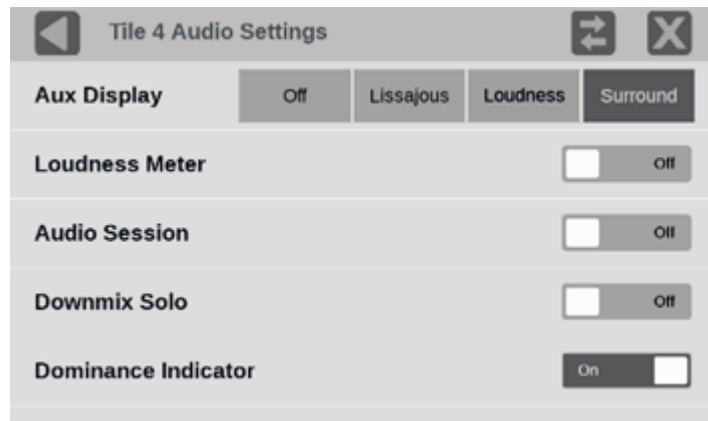 Tile 4 Audio Settings
Aux Display Off Lissajous Loudness Surround
Loudness Meter Off
Audio Session Off
Downmix Solo Off
Dominance Indicator On